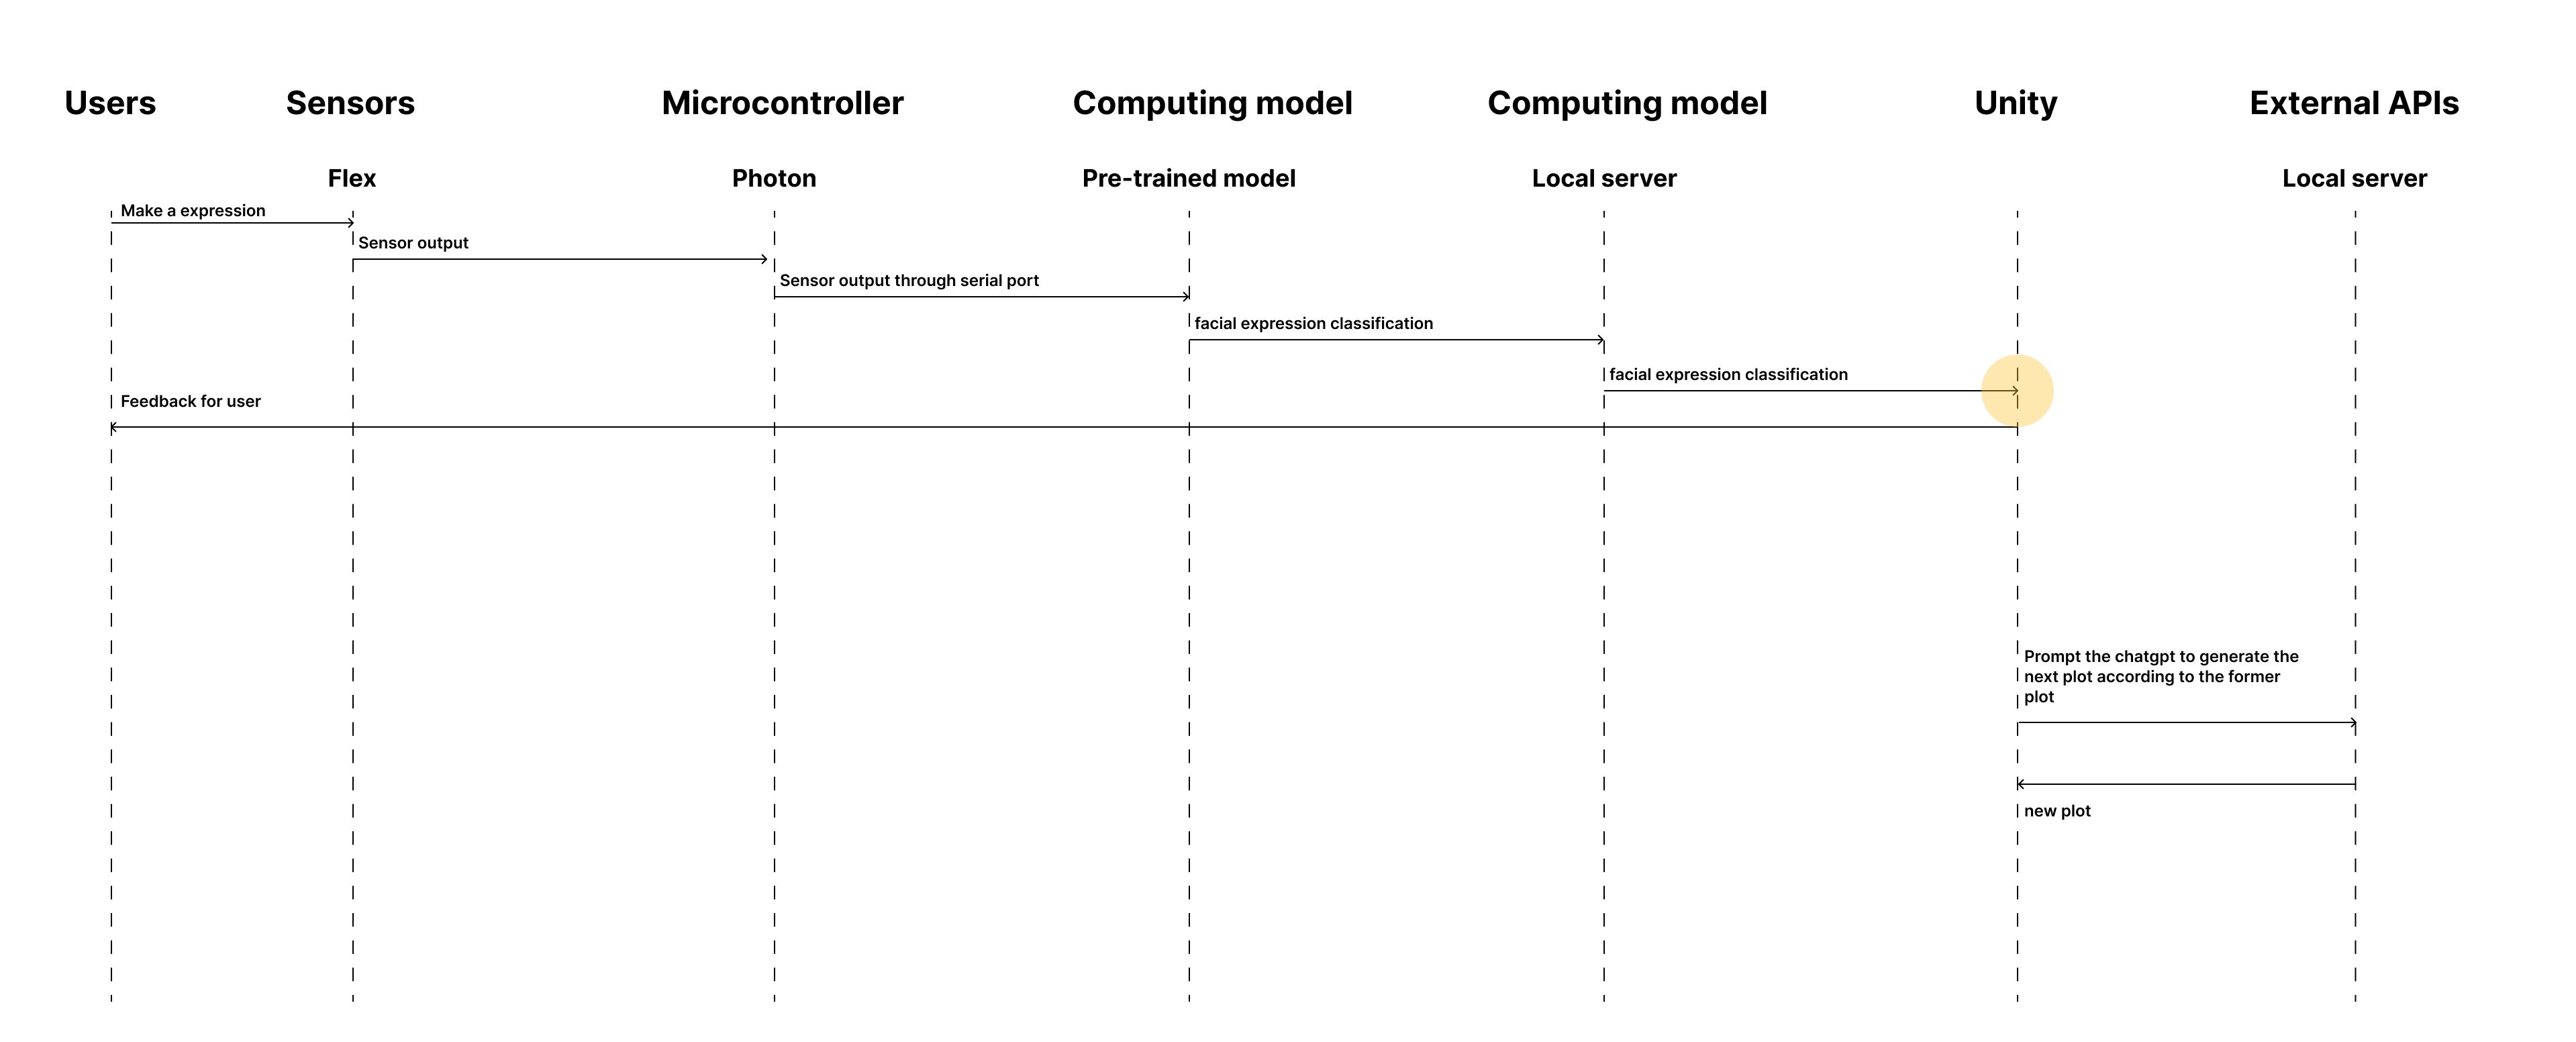 Users
Sensors
Microcontroller
Computing model
Computing model
Unity
External APIs
Flex
Photon
Pre-trained model
Local server
Local server
Make a expression
Sensor output
Sensor output through serial port
facial expression classification
facial expression classification
Feedback for user
Prompt the chatgpt to generate the
next plot according to the former
plot
new plot